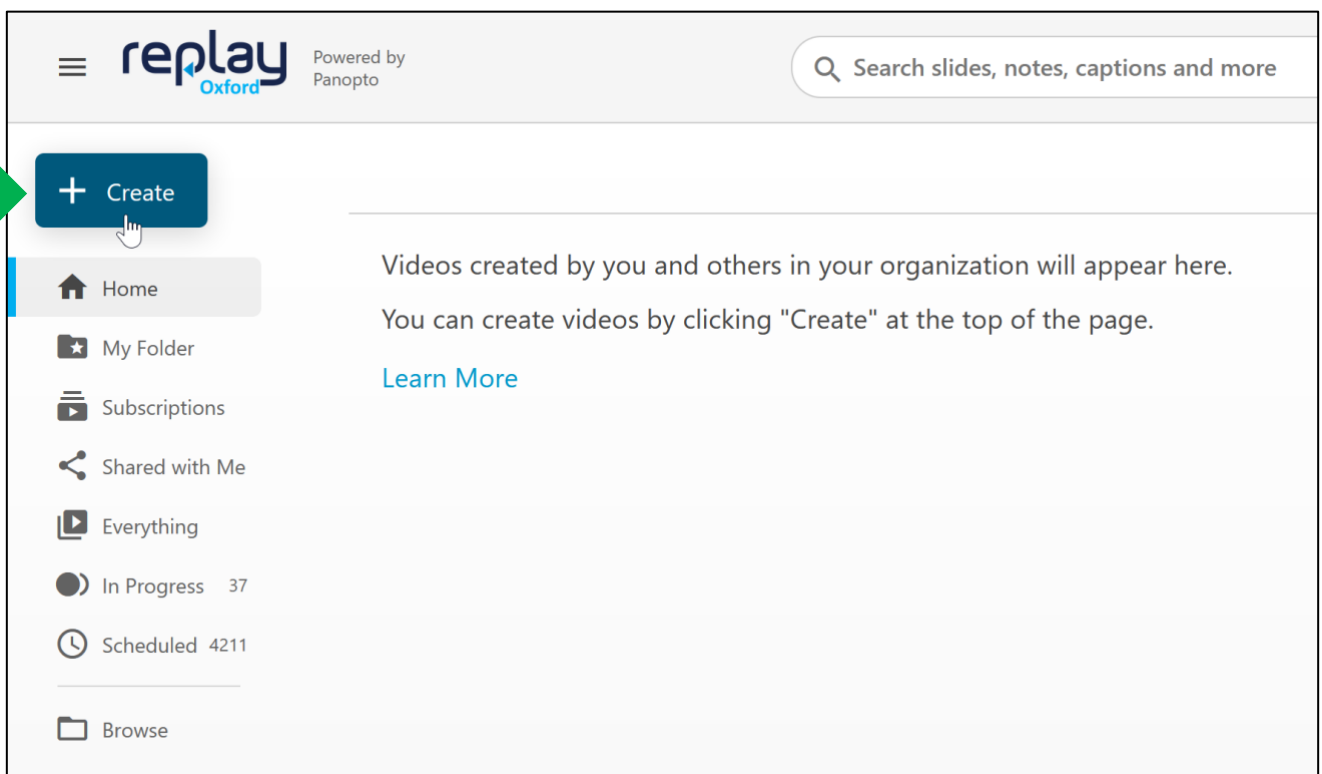 replay
Oxford
Powered by
Panopto
Search slides, notes, captions and more
Create
Home
My Folder
Subscriptions
Shared with Me
Everything
In Progress 37
Scheduled 4211
Browse
Videos created by you and others in your organization will appear here.
You can create videos by clicking "Create" at the top of the page.
Learn More